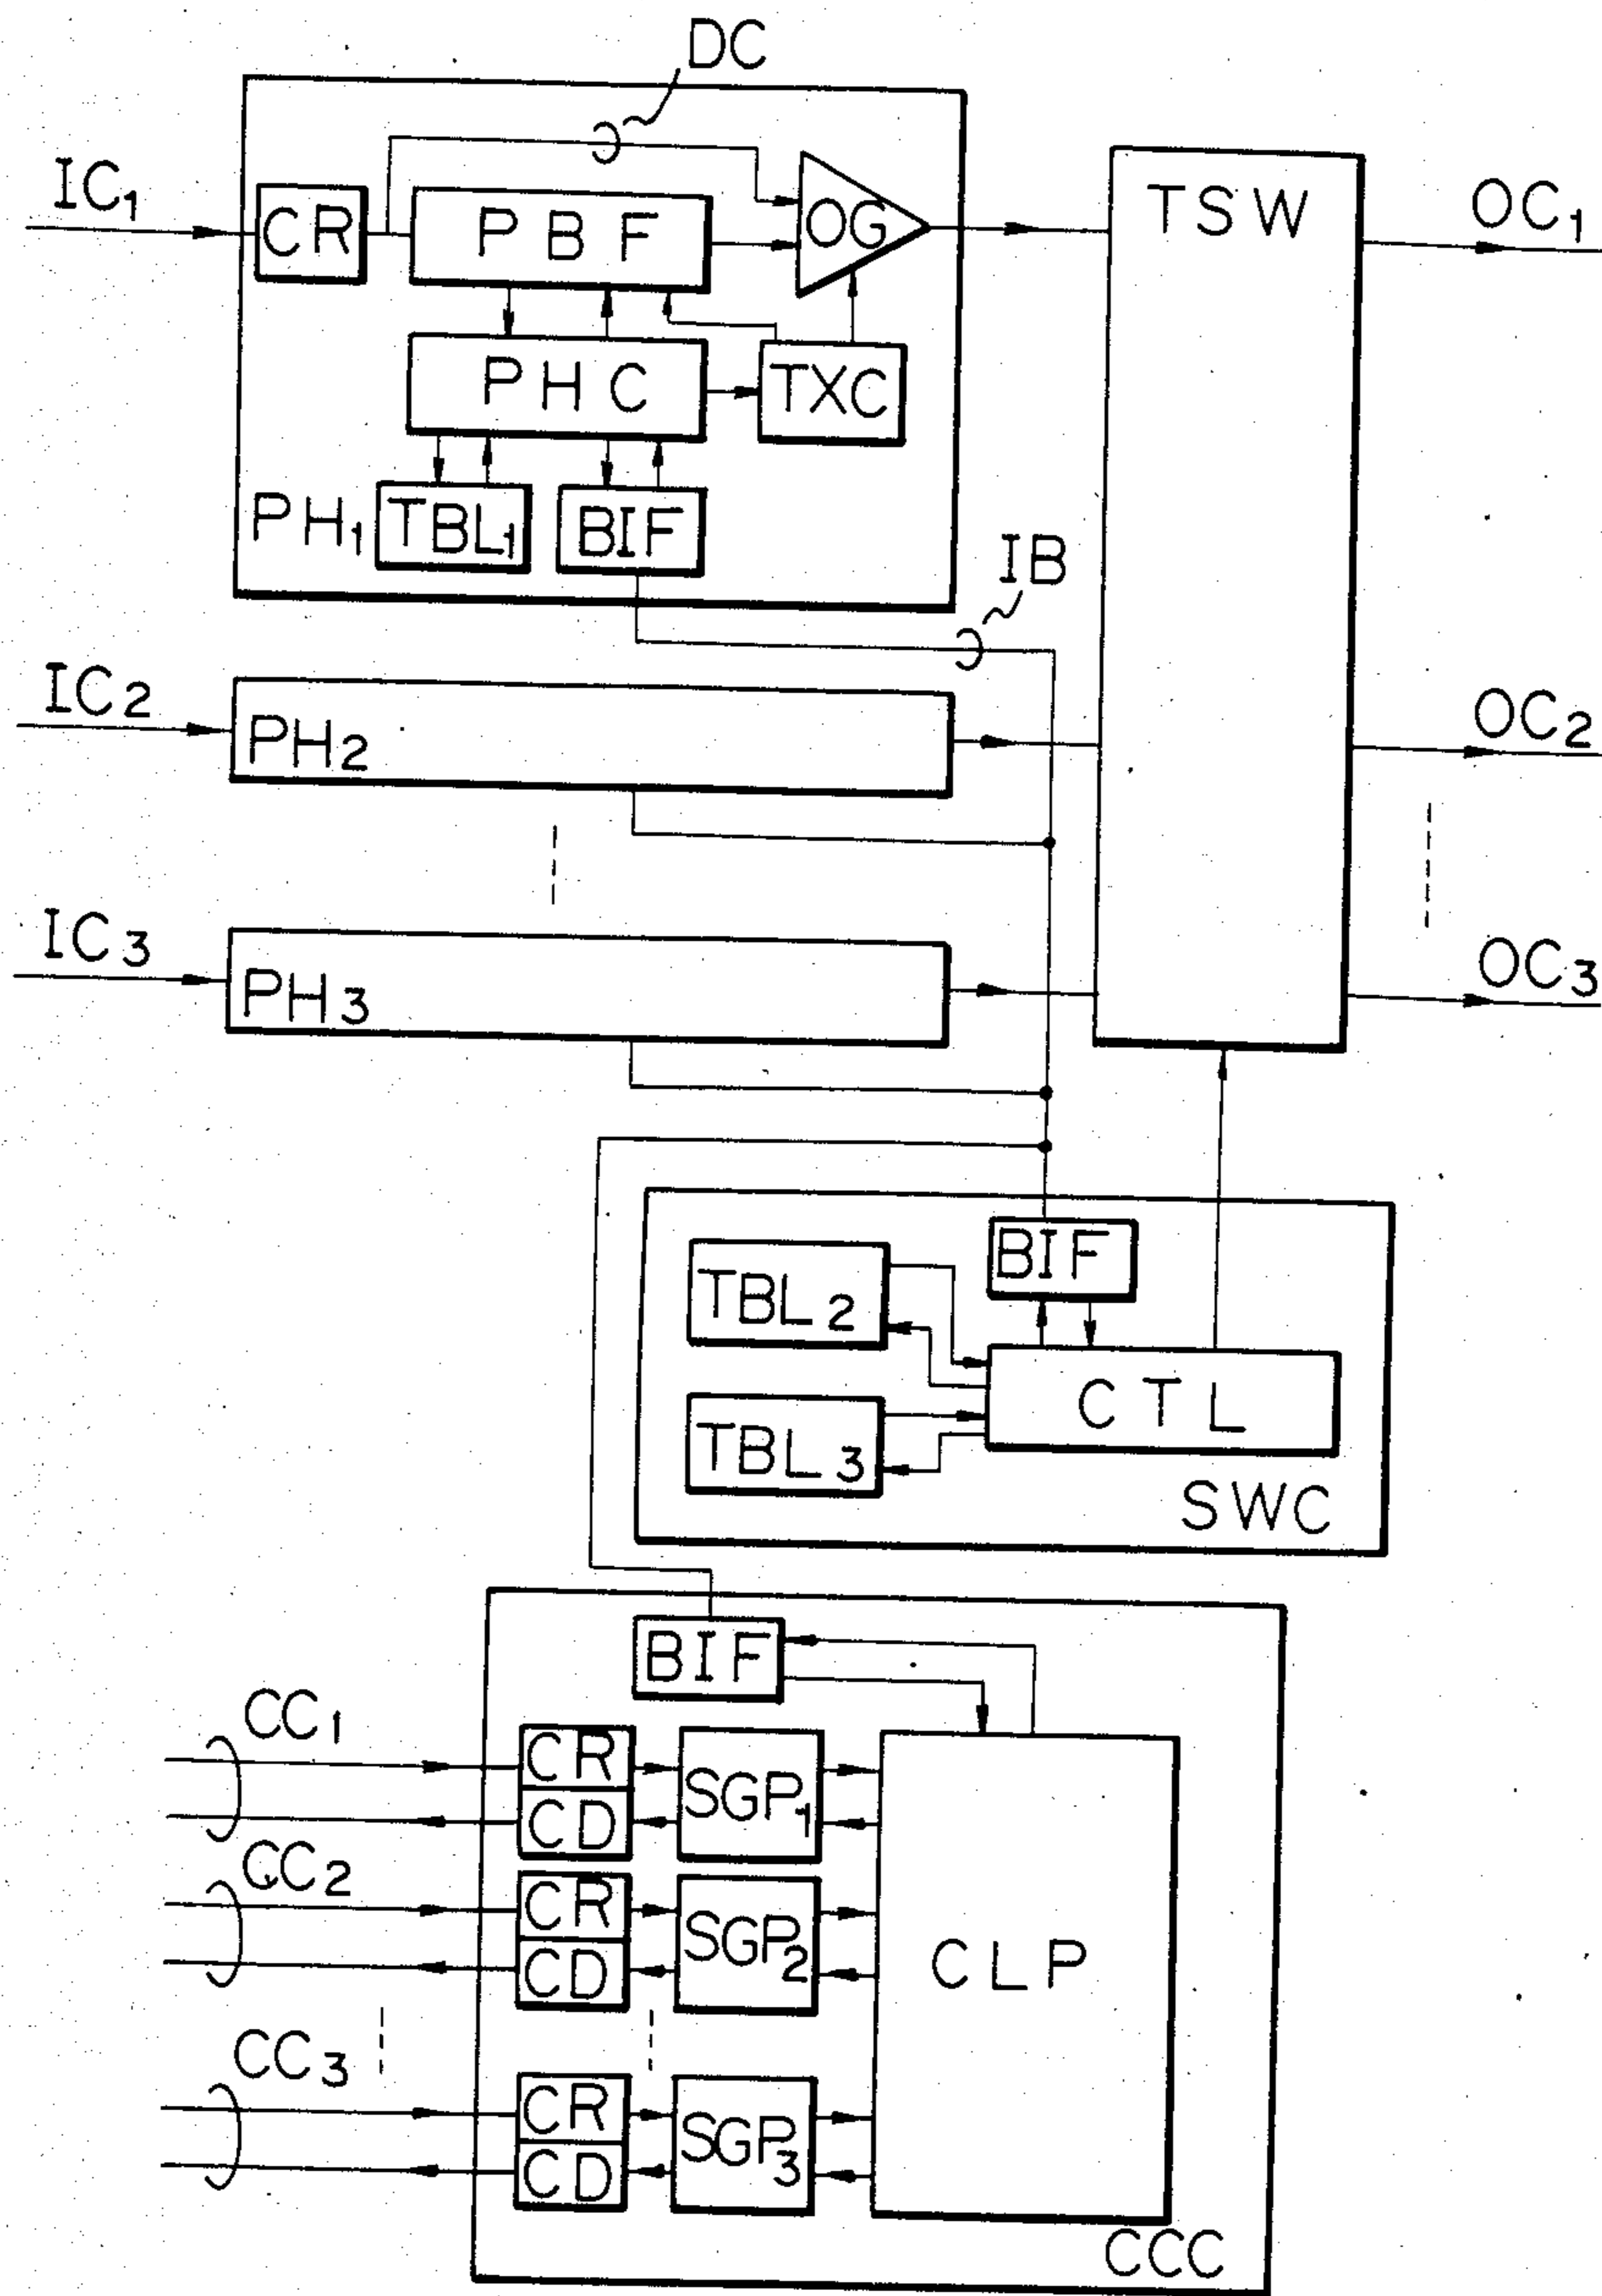 DC
IC1
CR
PBF
OG
TSW
OC1
PHC
TXC
PH1
TBL1
BIF
IB
IC2
PH2
OC2
IC3
PH3
OC3
BIF
TBL2
CTL
TBL3
SWC
BIF
CC1
CR
SGP1
CD
CC2
CR
SGP2
CD
CLP
CC3
CR
SGP3
CD
CCC